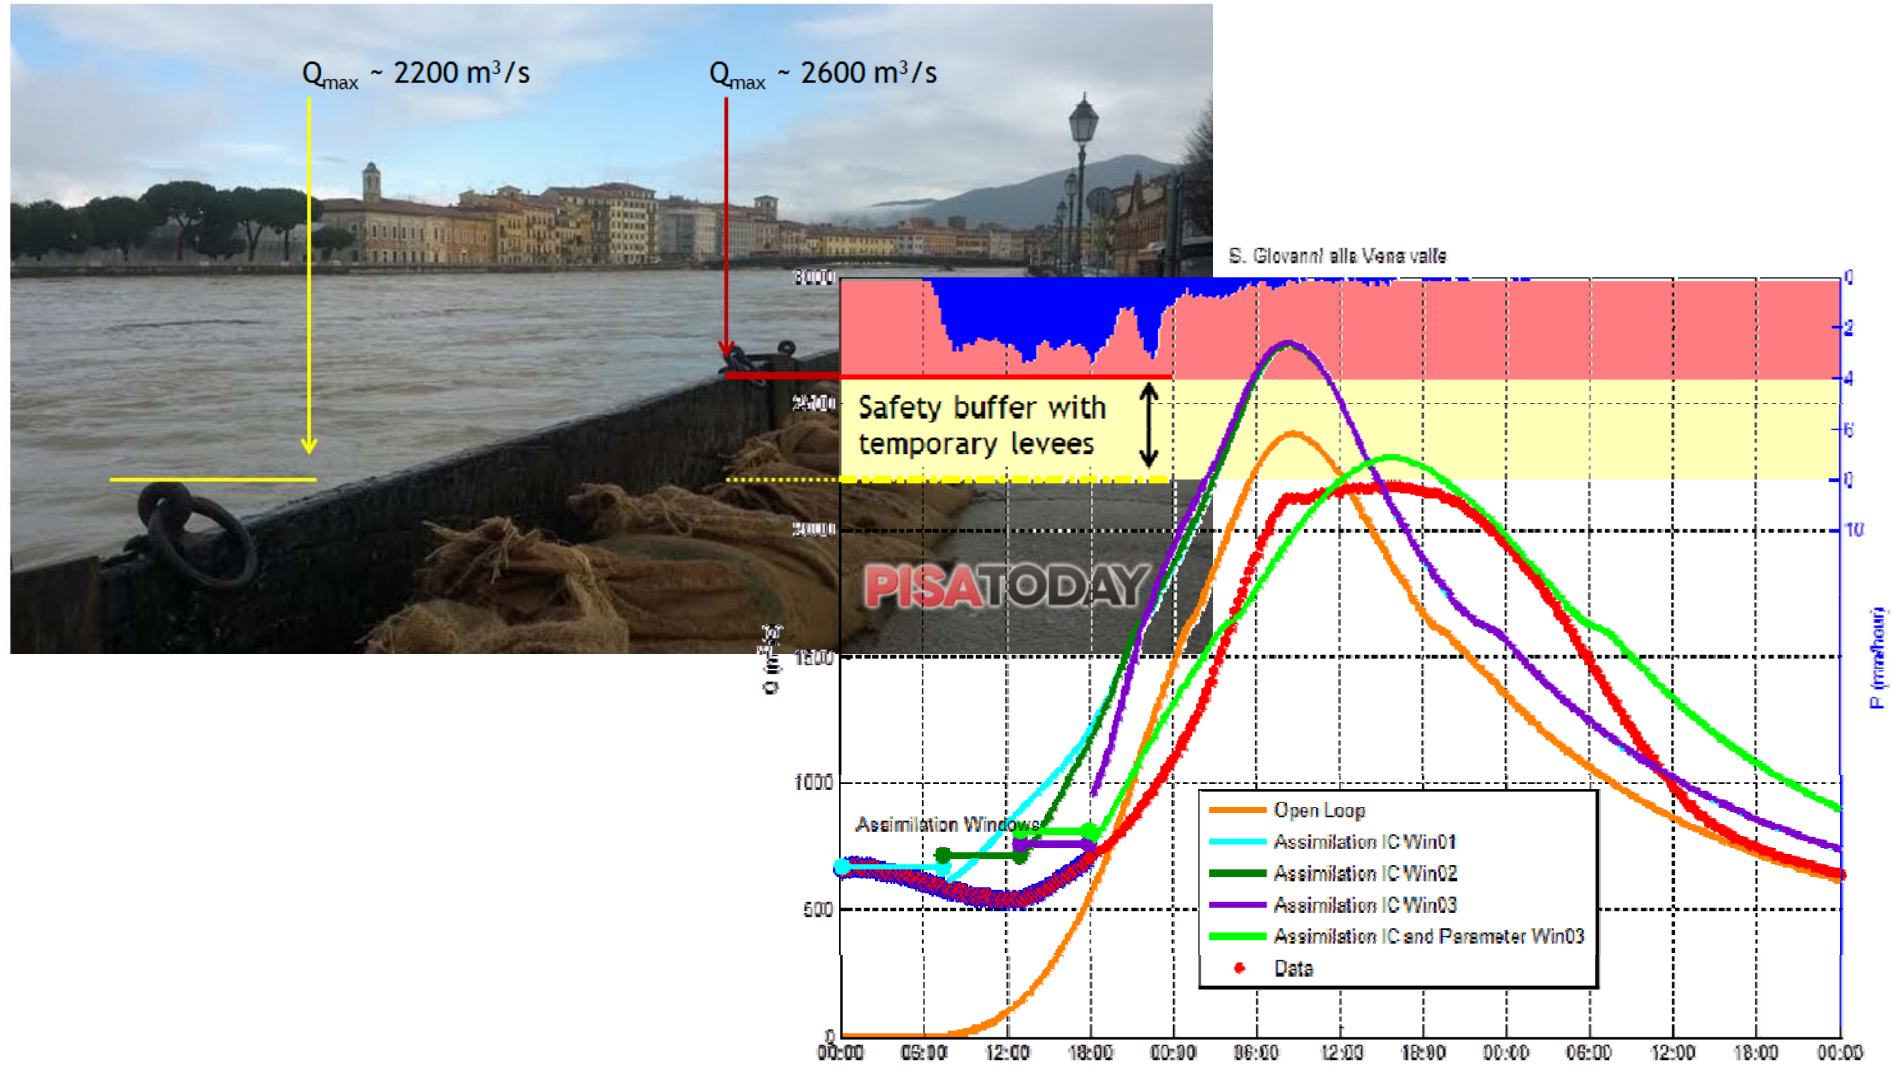 Qmax ~ 2200 m³/s
Qmax ~ 2600 m³/s
S. Giovanni alla Vena valle
Safety buffer with
temporary levees
PISATODAY
Q (m³/s)
P (mm/hour)
3000
2500
2000
1500
1000
500
0
0
2
4
6
8
10
Assimilation Windows
Open Loop
Assimilation IC Win01
Assimilation IC Win02
Assimilation IC Win03
Assimilation IC and Parameter Win03
Data
00:00 06:00 12:00 18:00 00:00 06:00 12:00 18:00 00:00 06:00 12:00 18:00 00:00